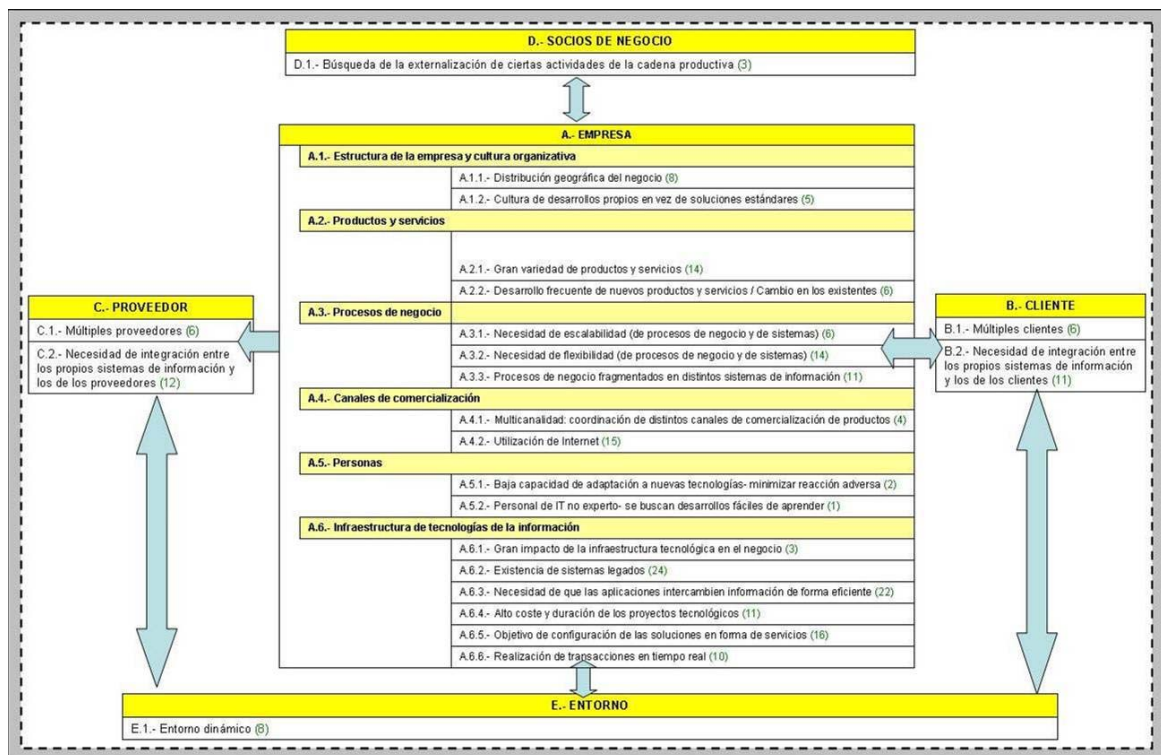 D.- SOCIOS DE NEGOCIO
D.1.- Búsqueda de la externalización de ciertas actividades de la cadena productiva (3)
A.- EMPRESA
A.1.- Estructura de la empresa y cultura organizativa
A.1.1.- Distribución geográfica del negocio (8)
A.1.2.- Cultura de desarrollos propios en vez de soluciones estándares (5)
A.2.- Productos y servicios
A.2.1.- Gran variedad de productos y servicios (14)
A.2.2.- Desarrollo frecuente de nuevos productos y servicios / Cambio en los existentes (6)
A.3.- Procesos de negocio
A.3.1.- Necesidad de escalabilidad (de procesos de negocio y de sistemas) (6)
A.3.2.- Necesidad de flexibilidad (de procesos de negocio y de sistemas) (14)
A.3.3.- Procesos de negocio fragmentados en distintos sistemas de información (11)
A.4.- Canales de comercialización
A.4.1.- Multicanalidad: coordinación de distintos canales de comercialización de productos (4)
A.4.2.- Utilización de Internet (15)
A.5.- Personas
A.5.1.- Baja capacidad de adaptación a nuevas tecnologías- minimizar reacción adversa (2)
A.5.2.- Personal de IT no experto- se buscan desarrollos fáciles de aprender (1)
A.6.- Infraestructura de tecnologías de la información
A.6.1.- Gran impacto de la infraestructura tecnológica en el negocio (3)
A.6.2.- Existencia de sistemas legados (24)
A.6.3.- Necesidad de que las aplicaciones intercambien información de forma eficiente (22)
A.6.4.- Alto coste y duración de los proyectos tecnológicos (11)
A.6.5.- Objetivo de configuración de las soluciones en forma de servicios (16)
A.6.6.- Realización de transacciones en tiempo real (10)
C.- PROVEEDOR
C.1.- Múltiples proveedores (6)
C.2.- Necesidad de integración entre
los propios sistemas de información y
los de los proveedores (12)
B.- CLIENTE
B.1.- Múltiples clientes (6)
B.2.- Necesidad de integración entre
los propios sistemas de información
y los de los clientes (11)
E.- ENTORNO
E.1.- Entorno dinámico (8)